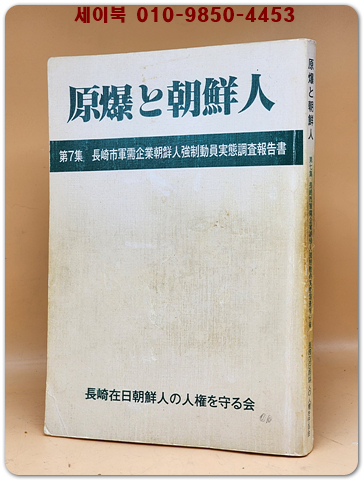 세이북 010-9850-4453
原爆と朝鮮人
第7集 長崎市軍需企業朝鮮人強制動員実態調査報告書
長崎在日朝鮮人の人権を守る会
原爆と朝鮮人